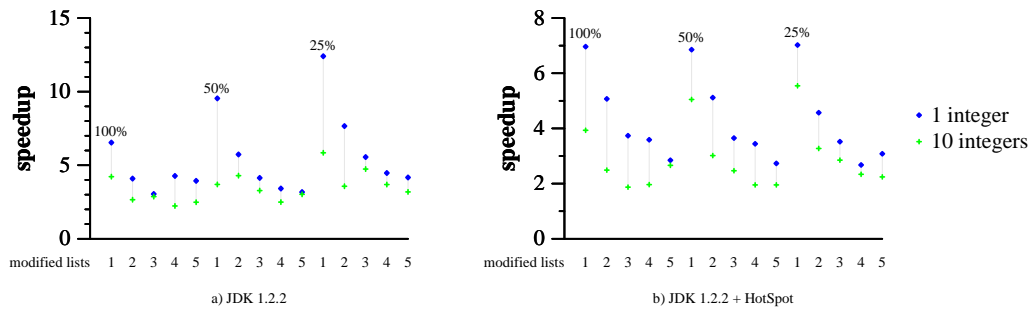 15
10
5
0
speedup
100%
50%
25%
modified lists 1 2 3 4 5 1 2 3 4 5 1 2 3 4 5
a) JDK 1.2.2
8
6
4
2
0
speedup
100%
50%
25%
modified lists 1 2 3 4 5 1 2 3 4 5 1 2 3 4 5
b) JDK 1.2.2 + HotSpot
1 integer
10 integers